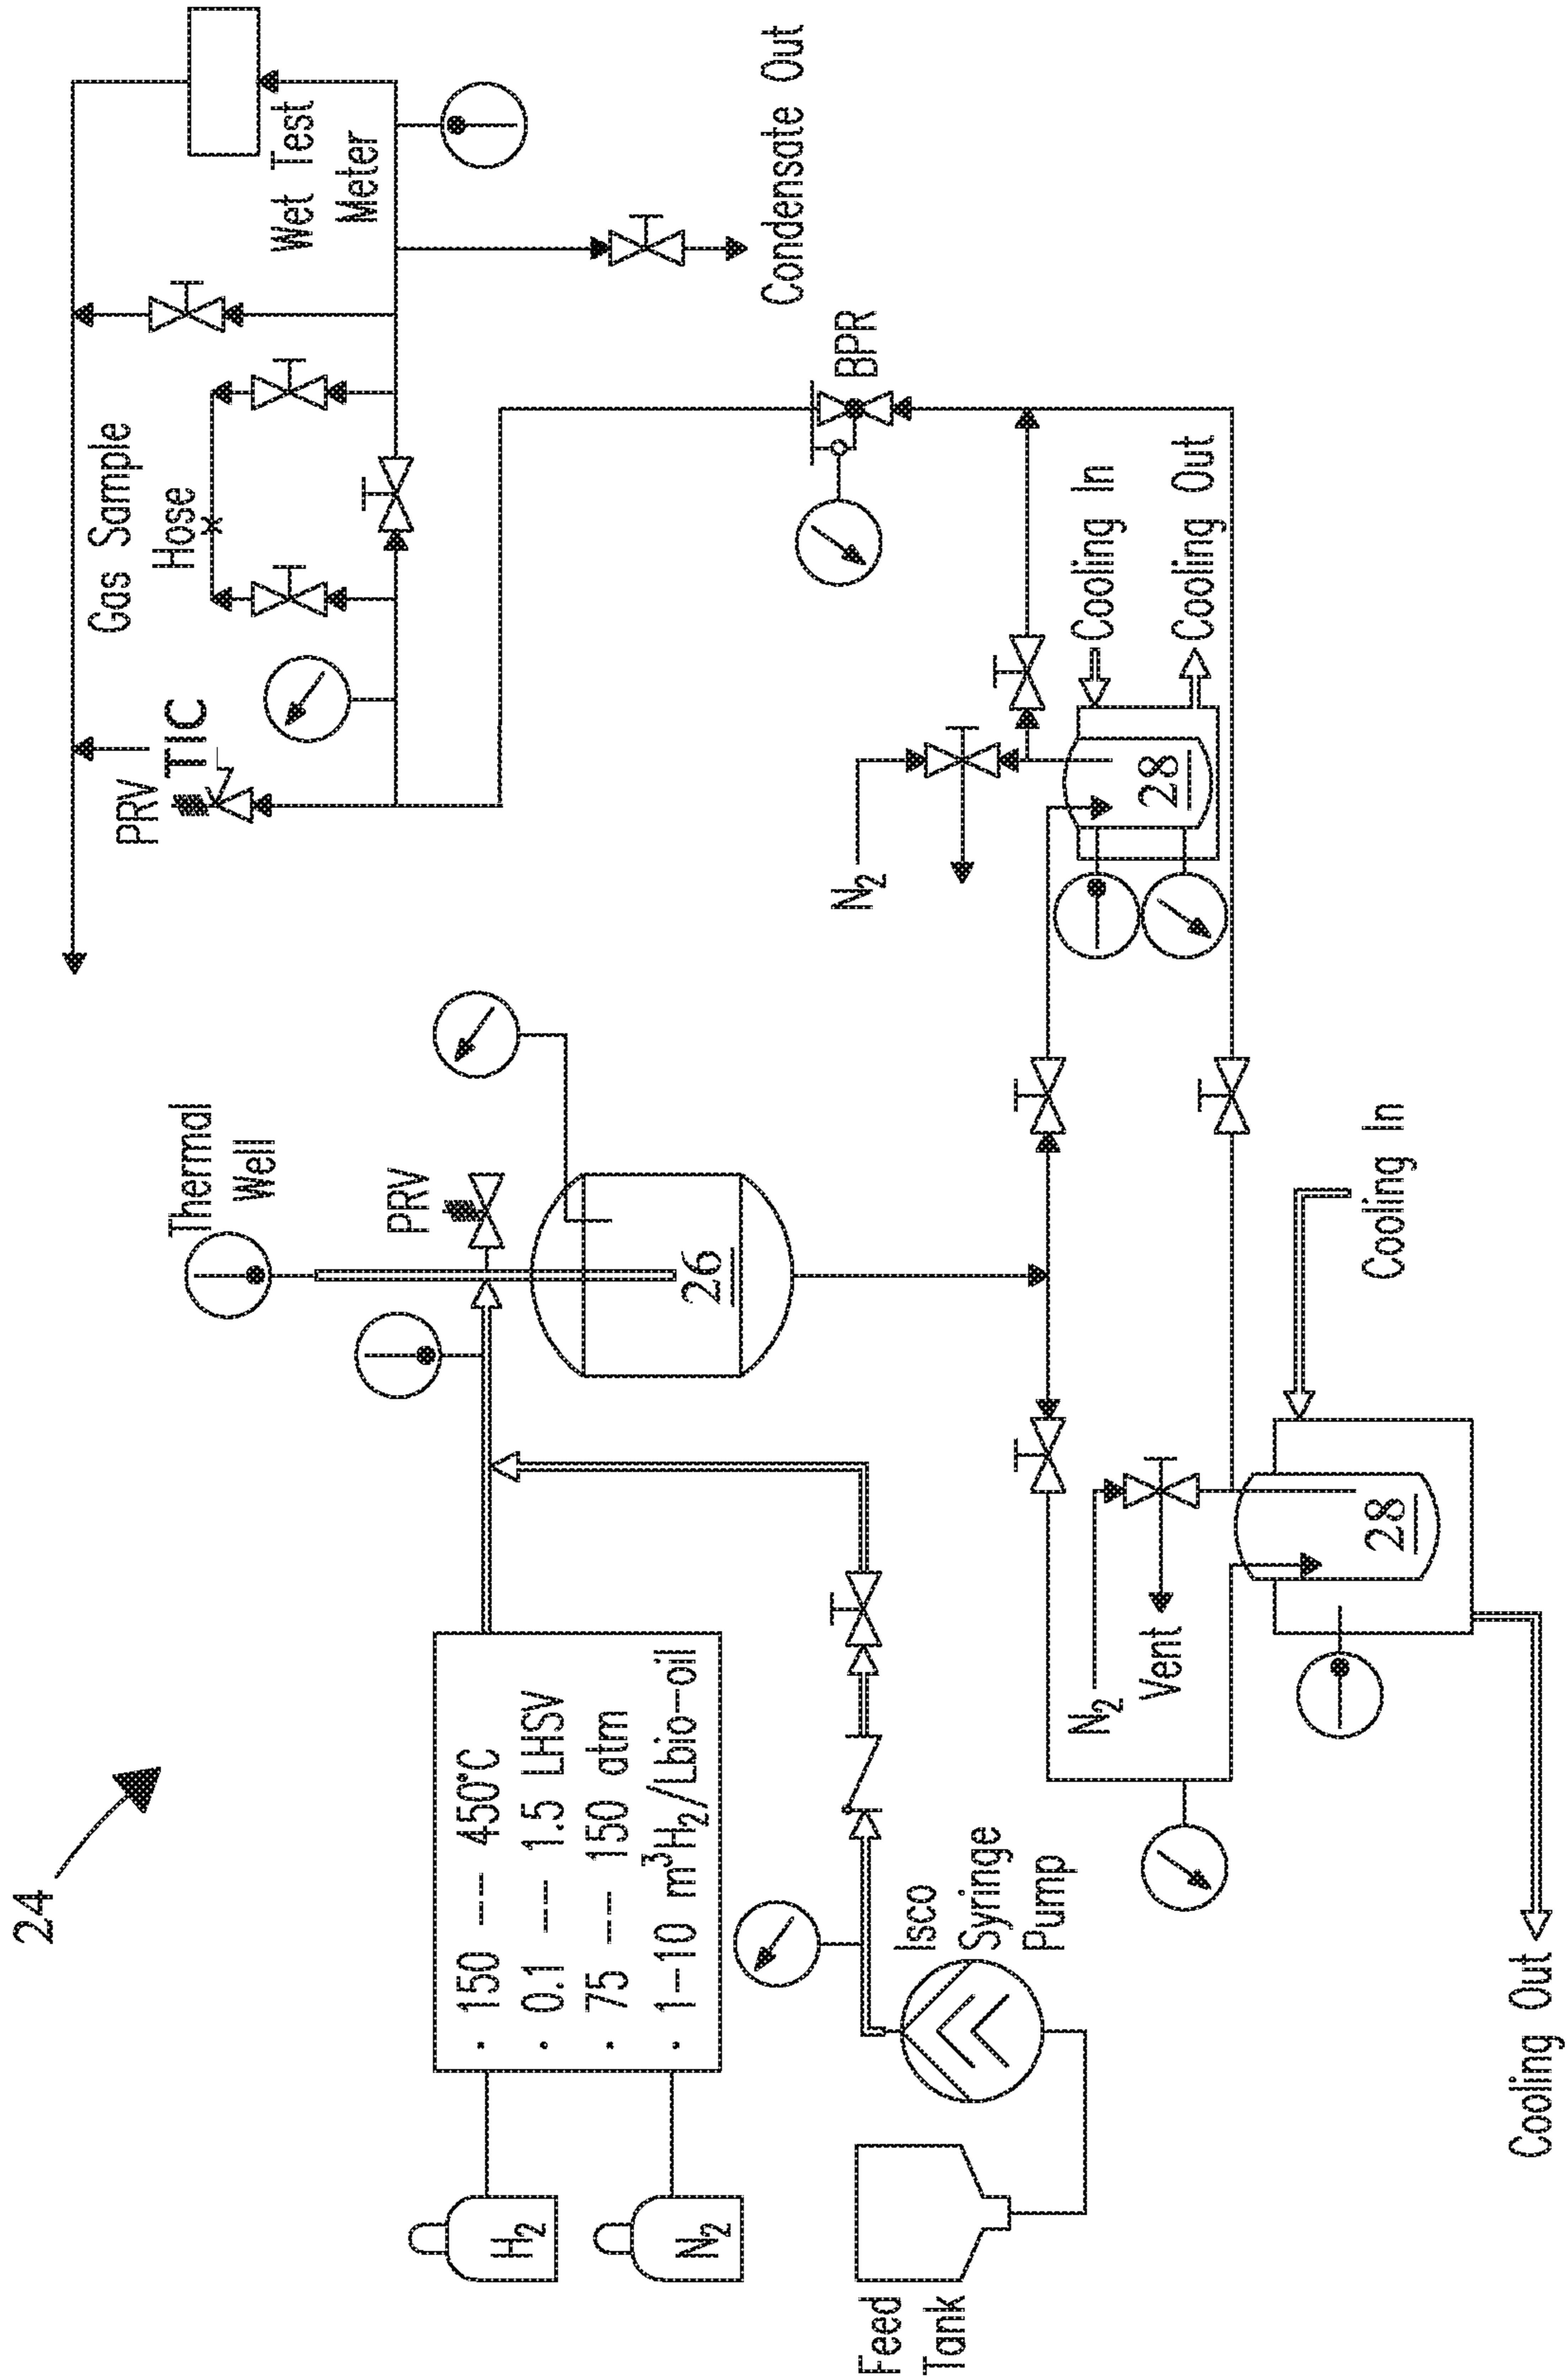 24
H2
N2
Feed
Tank
• 150 -- 450°C
• 0.1 -- 1.5 LHSV
• 75 -- 150 atm
• 1-10 m³H2/Lbio-oil
Isco
Syringe
Pump
Thermal
Well
PRV
26
PRV
TIC
Gas Sample
Hose
Wet Test
Meter
Condensate Out
BPR
N2
Cooling In
Cooling Out
28
N2
Vent
28
Cooling In
Cooling Out